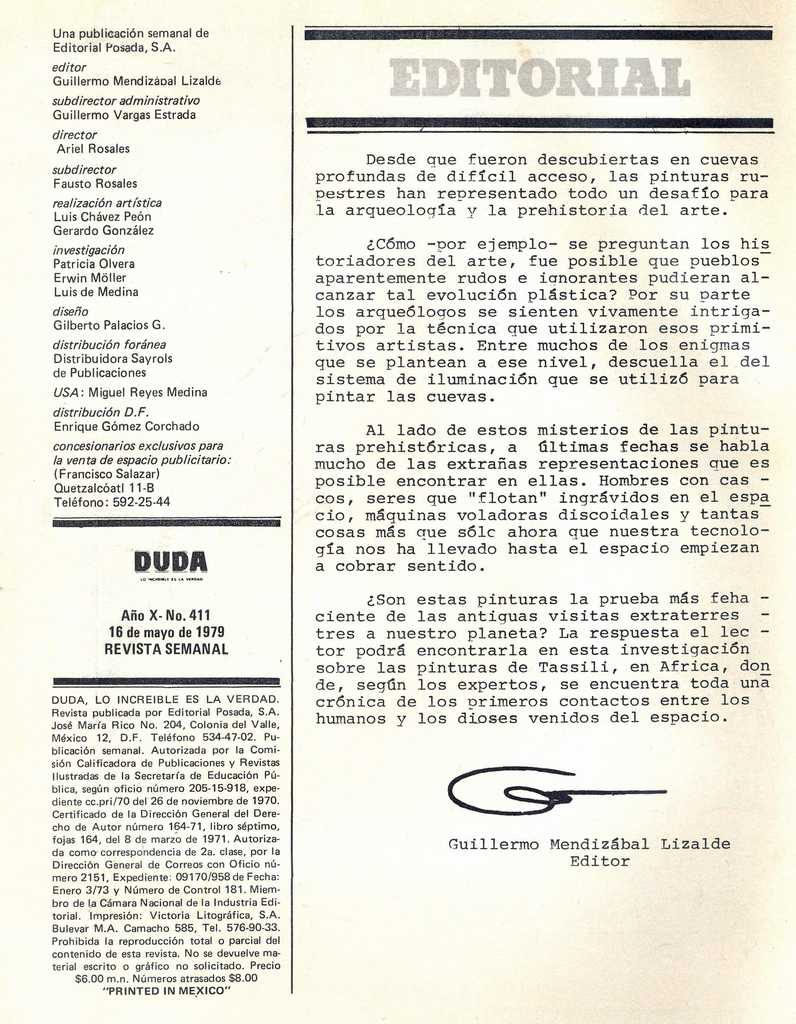 Una publicación semanal de
Editorial Posada, S.A.
editor
Guillermo Mendizábal Lizalde
subdirector administrativo
Guillermo Vargas Estrada
director
Ariel Rosales
subdirector
Fausto Rosales
realización artística
Luis Chávez Peón
Gerardo González
investigación
Patricia Olvera
Erwin Möller
Luis de Medina
diseño
Gilberto Palacios G.
distribución foránea
Distribuidora Sayrols
de Publicaciones
USA: Miguel Reyes Medina
distribución D.F.
Enrique Gómez Corchado
concesionarios exclusivos para
la venta de espacio publicitario:
(Francisco Salazar)
Quetzalcóatl 11-B
Teléfono: 592-25-44
DUDA
LO INCREIBLE ES LA VERDAD
Año X- No. 411
16 de mayo de 1979
REVISTA SEMANAL
DUDA, LO INCREIBLE ES LA VERDAD.
Revista publicada por Editorial Posada, S.A.
José María Rico No. 204, Colonia del Valle,
México 12, D.F. Teléfono 534-47-02. Pu-
blicación semanal. Autorizada por la Comi-
sión Calificadora de Publicaciones y Revistas
Ilustradas de la Secretaría de Educación Pú-
blica, según oficio número 205-15-918, expe-
diente cc.pri/70 del 26 de noviembre de 1970.
Certificado de la Dirección General del Dere-
cho de Autor número 164-71, libro séptimo,
fojas 164, del 8 de marzo de 1971. Autoriza-
da como correspondencia de 2a. clase, por la
Dirección General de Correos con Oficio nú-
mero 2151, Expediente: 09170/958 de Fecha:
Enero 3/73 y Número de Control 181. Miem-
bro de la Cámara Nacional de la Industria Edi-
torial. Impresión: Victoria Litográfica, S.A.
Bulevar M.A. Camacho 585, Tel. 576-90-33.
Prohibida la reproducción total o parcial del
contenido de esta revista. No se devuelve ma-
terial escrito o gráfico no solicitado. Precio
$6.00 m.n. Números atrasados $8.00
"PRINTED IN MEXICO"
EDITORIAL
Desde que fueron descubiertas en cuevas
profundas de difícil acceso, las pinturas ru-
pestres han representado todo un desafío para
la arqueología y la prehistoria del arte.
¿Cómo -por ejemplo- se preguntan los his
toriadores del arte, fue posible que pueblos
aparentemente rudos e ignorantes pudieran al-
canzar tal evolución plástica? Por su parte
los arqueólogos se sienten vivamente intriga-
dos por la técnica que utilizaron esos primi-
tivos artistas. Entre muchos de los enigmas
que se plantean a ese nivel, descuella el del
sistema de iluminación que se utilizó para
pintar las cuevas.
Al lado de estos misterios de las pintu-
ras prehistóricas, a últimas fechas se habla
mucho de las extrañas representaciones que es
posible encontrar en ellas. Hombres con cas -
cos, seres que "flotan" ingrávidos en el espa
cio, máquinas voladoras discoidales y tantas
cosas más que sólo ahora que nuestra tecnolo-
gía nos ha llevado hasta el espacio empiezan
a cobrar sentido.
¿Son estas pinturas la prueba más feha -
ciente de las antiguas visitas extraterres -
tres a nuestro planeta? La respuesta el lec -
tor podrá encontrarla en esta investigación
sobre las pinturas de Tassili, en Africa, don
de, según los expertos, se encuentra toda una
crónica de los primeros contactos entre los
humanos y los dioses venidos del espacio.
Guillermo Mendizábal Lizalde
Editor